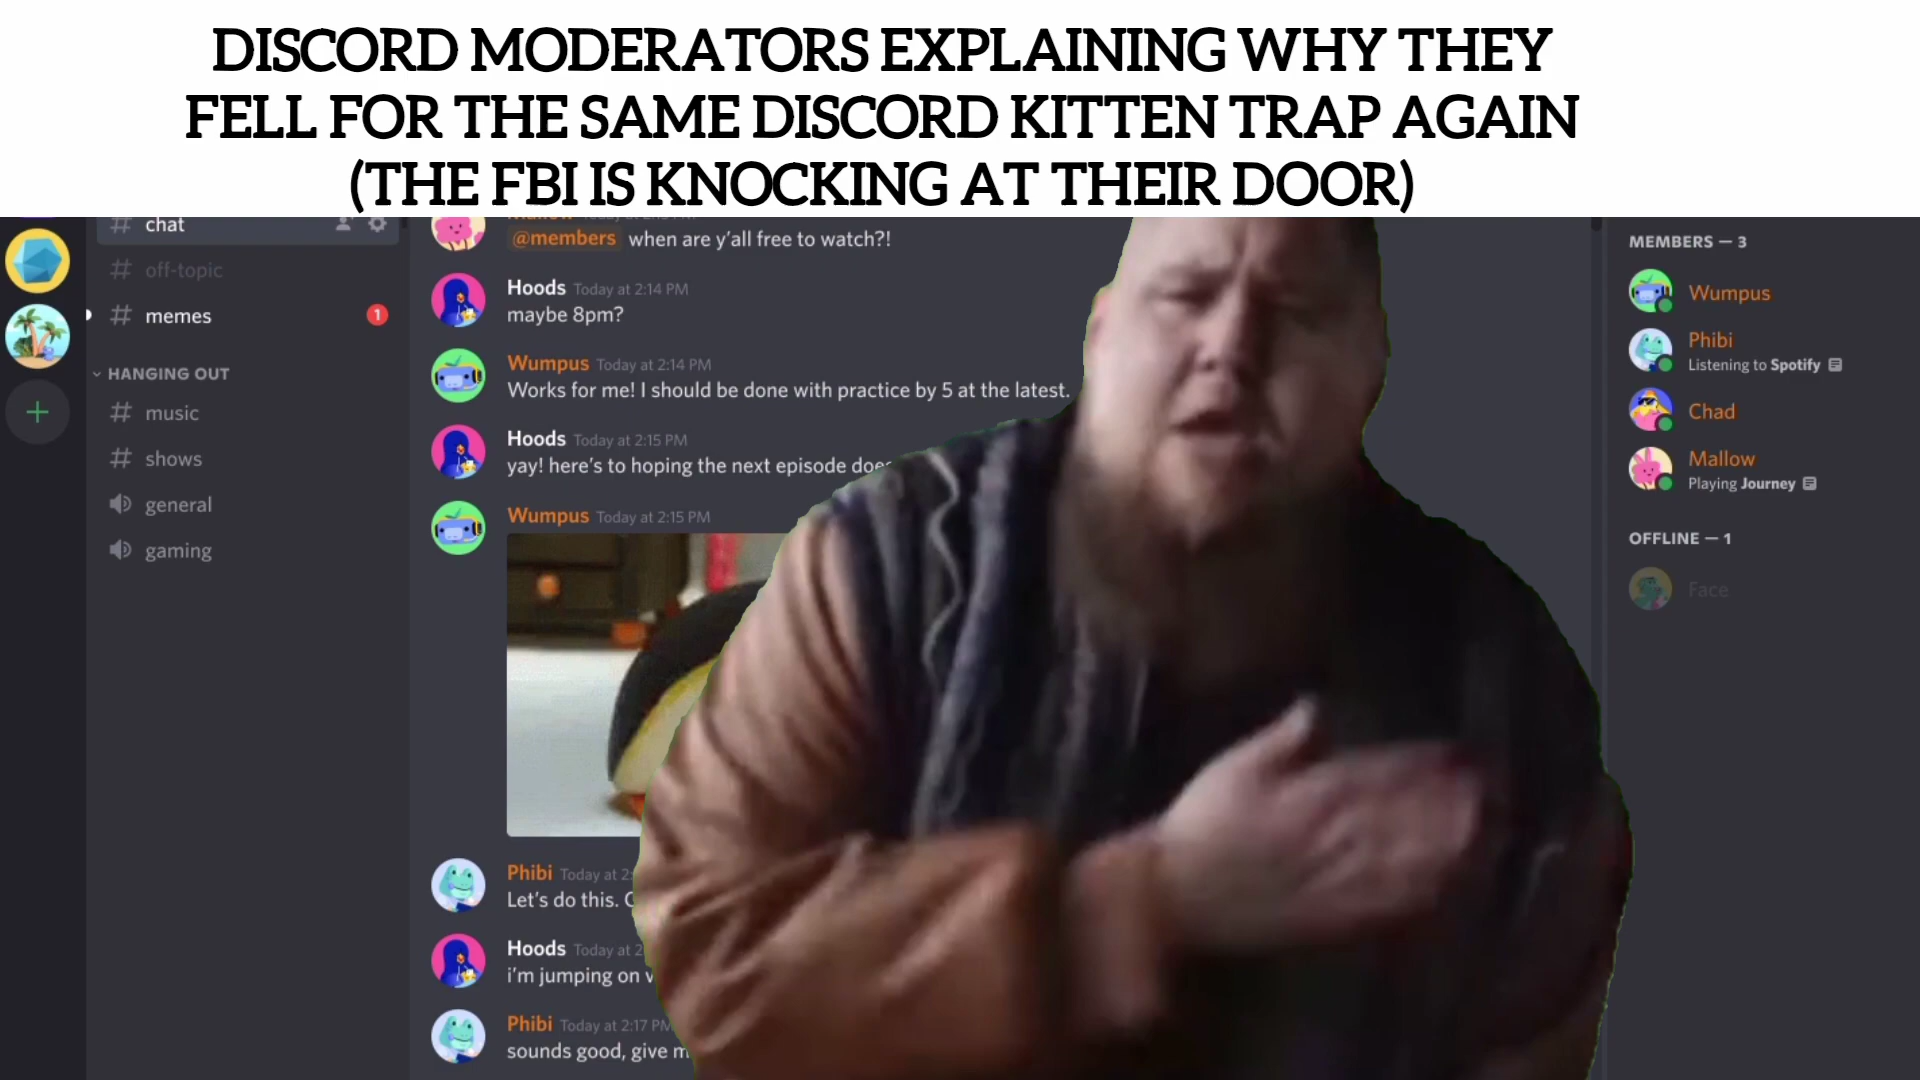 DISCORD MODERATORS EXPLAINING WHY THEY
FELL FOR THE SAME DISCORD KITTEN TRAP AGAIN
(THE FBI IS KNOCKING AT THEIR DOOR)
chat
off-topic
memes
1
HANGING OUT
music
shows
general
gaming
@members when are y'all free to watch?!
Hoods Today at 2:14 PM
maybe 8pm?
Wumpus Today at 2:14 PM
Works for me! I should be done with practice by 5 at the latest.
Hoods Today at 2:15 PM
yay! here's to hoping the next episode
Wumpus Today at 2:15 PM
Phibi Today at
Let's do this.
Hoods Today at
i'm jumping on
Phibi Today at 2:17 PM
sounds good, give
MEMBERS — 3
Wumpus
Phibi
Listening to Spotify
Chad
Mallow
Playing Journey
OFFLINE — 1
Face